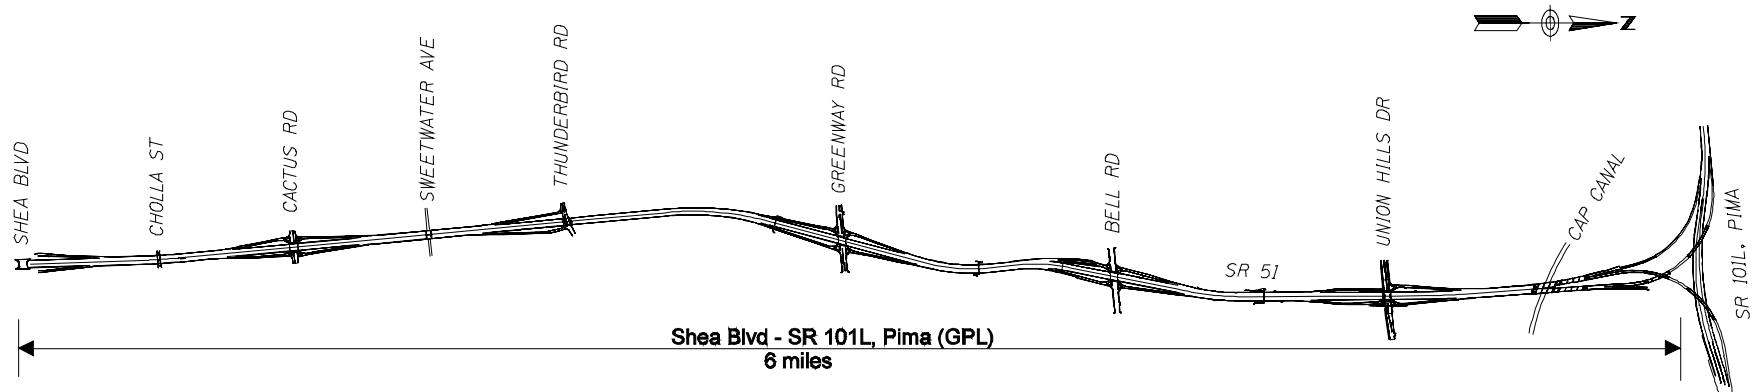 SHEA BLVD
CHOLLA ST
CACTUS RD
SWEETWATER AVE
THUNDERBIRD RD
GREENWAY RD
BELL RD
SR 51
UNION HILLS DR
CAP CANAL
SR 101L, PIMA
N
Shea Blvd - SR 101L, Pima (GPL)
6 miles